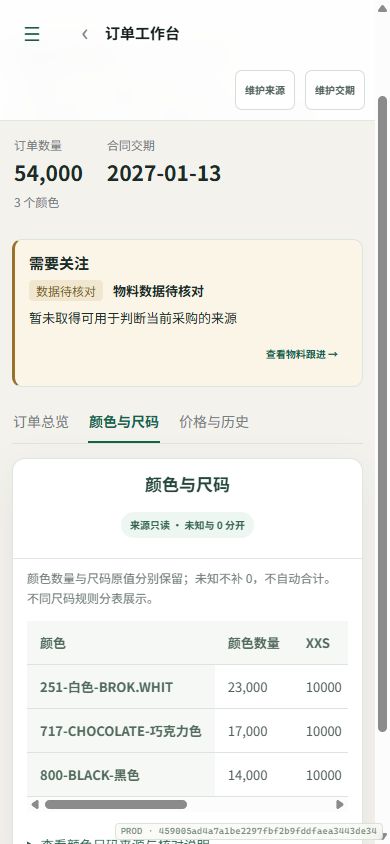 订单工作台
维护来源
维护交期
订单数量
合同交期
54,000
2027-01-13
3 个颜色
需要关注
数据待核对
物料数据待核对
暂未取得可用于判断当前采购的来源
查看物料跟进 →
订单总览
颜色与尺码
价格与历史
颜色与尺码
来源只读 · 未知与 0 分开
颜色数量与尺码原值分别保留；未知不补 0，不自动合计。
不同尺码规则分表展示。
颜色
颜色数量
XXS
251-白色-BROK.WHIT
23,000
10000
717-CHOCOLATE-巧克力色
17,000
10000
800-BLACK-黑色
14,000
10000
PROD · 459005ad4a7a1be2297fbf2b9fddfaea3443de34